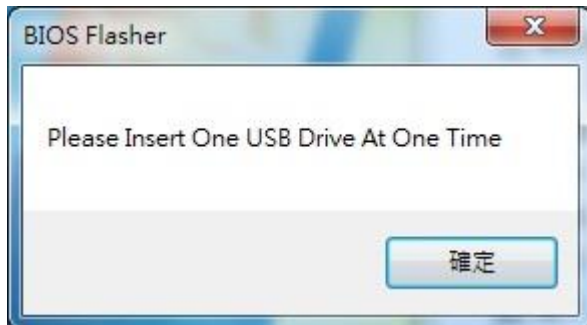 BIOS Flasher
Please Insert One USB Drive At One Time
確定